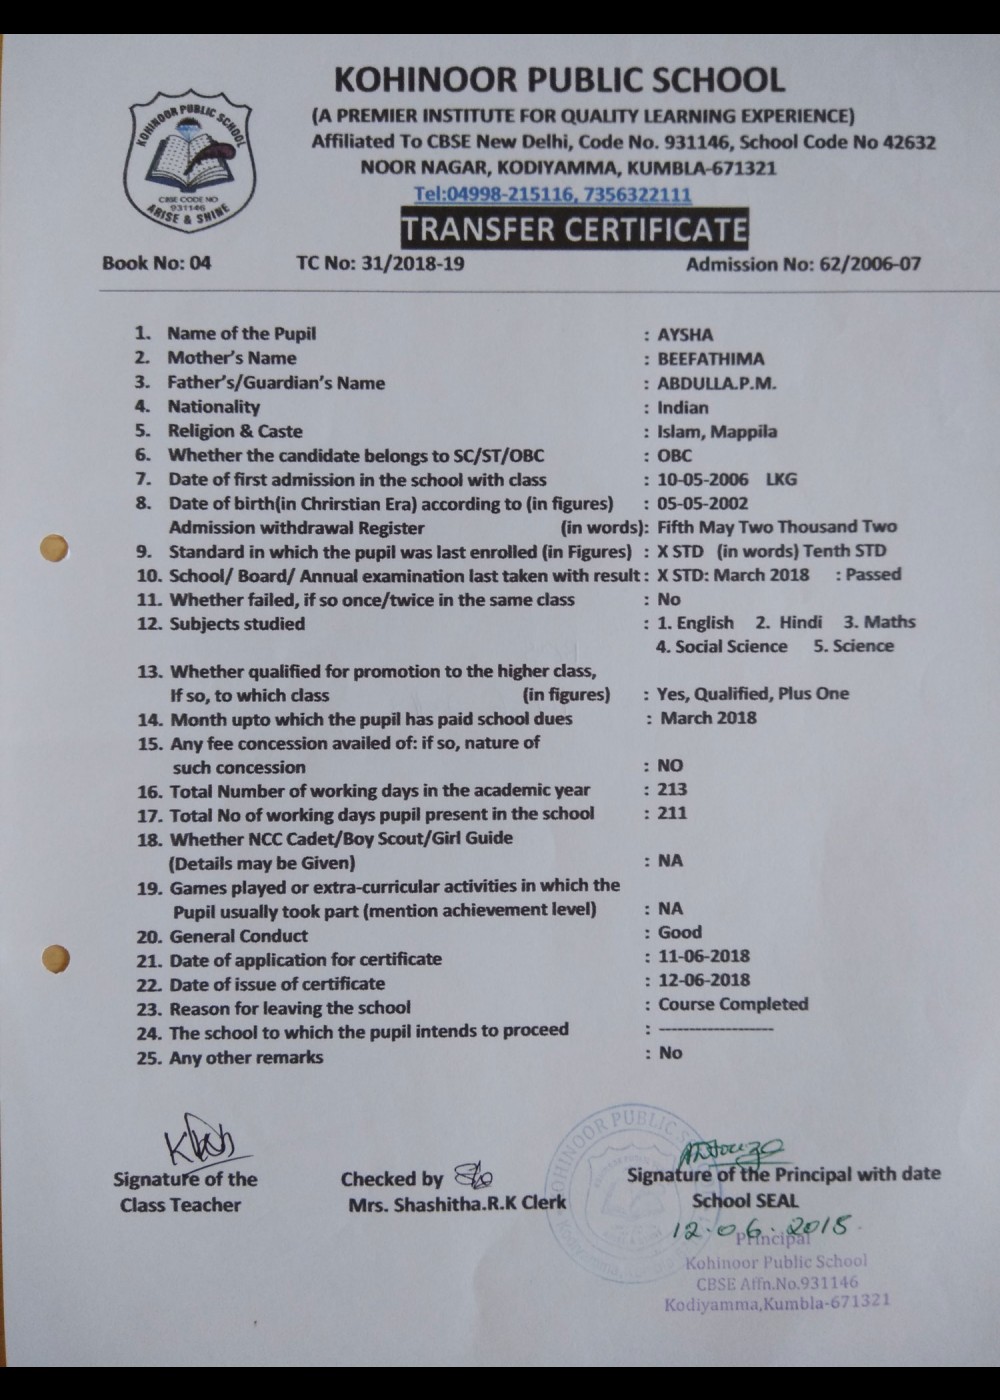 KOHINOOR PUBLIC SCHOOL
(A PREMIER INSTITUTE FOR QUALITY LEARNING EXPERIENCE)
Affiliated To CBSE New Delhi, Code No. 931146, School Code No 42632
NOOR NAGAR, KODIYAMMA, KUMBLA-671321
Tel:04998-215116, 7356322111
KOHINOOR PUBLIC SCHOOL
CBSE CODE NO
931146
ARISE & SHINE
TRANSFER CERTIFICATE
Book No: 04 TC No: 31/2018-19 Admission No: 62/2006-07
1. Name of the Pupil : AYSHA
2. Mother's Name : BEEFATHIMA
3. Father's/Guardian's Name : ABDULLA.P.M.
4. Nationality : Indian
5. Religion & Caste : Islam, Mappila
6. Whether the candidate belongs to SC/ST/OBC : OBC
7. Date of first admission in the school with class : 10-05-2006 LKG
8. Date of birth(in Chrirstian Era) according to (in figures) : 05-05-2002
Admission withdrawal Register (in words): Fifth May Two Thousand Two
9. Standard in which the pupil was last enrolled (in Figures) : X STD (in words) Tenth STD
10. School/ Board/ Annual examination last taken with result : X STD: March 2018 : Passed
11. Whether failed, if so once/twice in the same class : No
12. Subjects studied : 1. English 2. Hindi 3. Maths
4. Social Science 5. Science
13. Whether qualified for promotion to the higher class,
If so, to which class (in figures) : Yes, Qualified, Plus One
14. Month upto which the pupil has paid school dues : March 2018
15. Any fee concession availed of: if so, nature of
such concession : NO
16. Total Number of working days in the academic year : 213
17. Total No of working days pupil present in the school : 211
18. Whether NCC Cadet/Boy Scout/Girl Guide
(Details may be Given) : NA
19. Games played or extra-curricular activities in which the
Pupil usually took part (mention achievement level) : NA
20. General Conduct : Good
21. Date of application for certificate : 11-06-2018
22. Date of issue of certificate : 12-06-2018
23. Reason for leaving the school : Course Completed
24. The school to which the pupil intends to proceed : -------------------
25. Any other remarks : No
Signature of the Checked by Signature of the Principal with date
Class Teacher Mrs. Shashitha.R.K Clerk School SEAL
12.06.2018
Principal
Kohinoor Public School
CBSE Affn.No.931146
Kodiyamma,Kumbla-671321